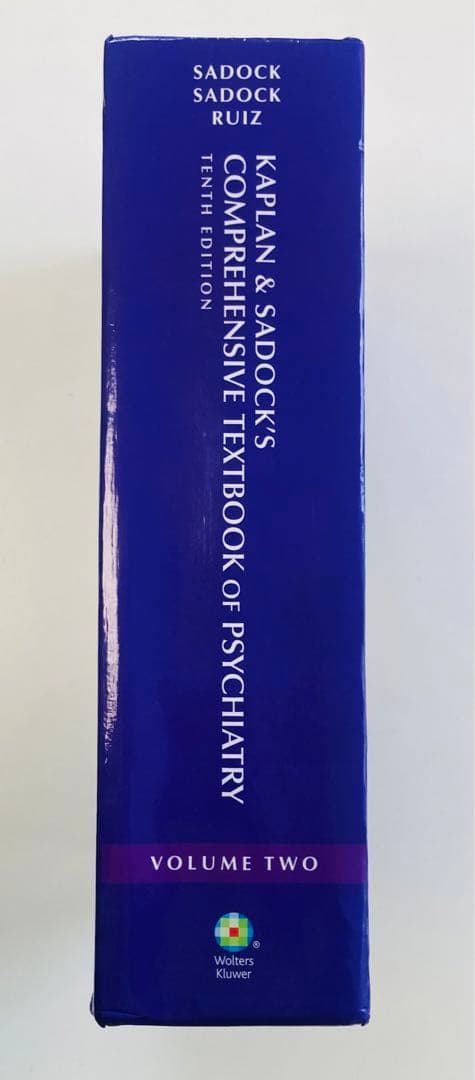 SADOCK
SADOCK
RUIZ
KAPLAN & SADOCK'S
COMPREHENSIVE TEXTBOOK OF PSYCHIATRY
TENTH EDITION
VOLUME TWO
®
Wolters
Kluwer